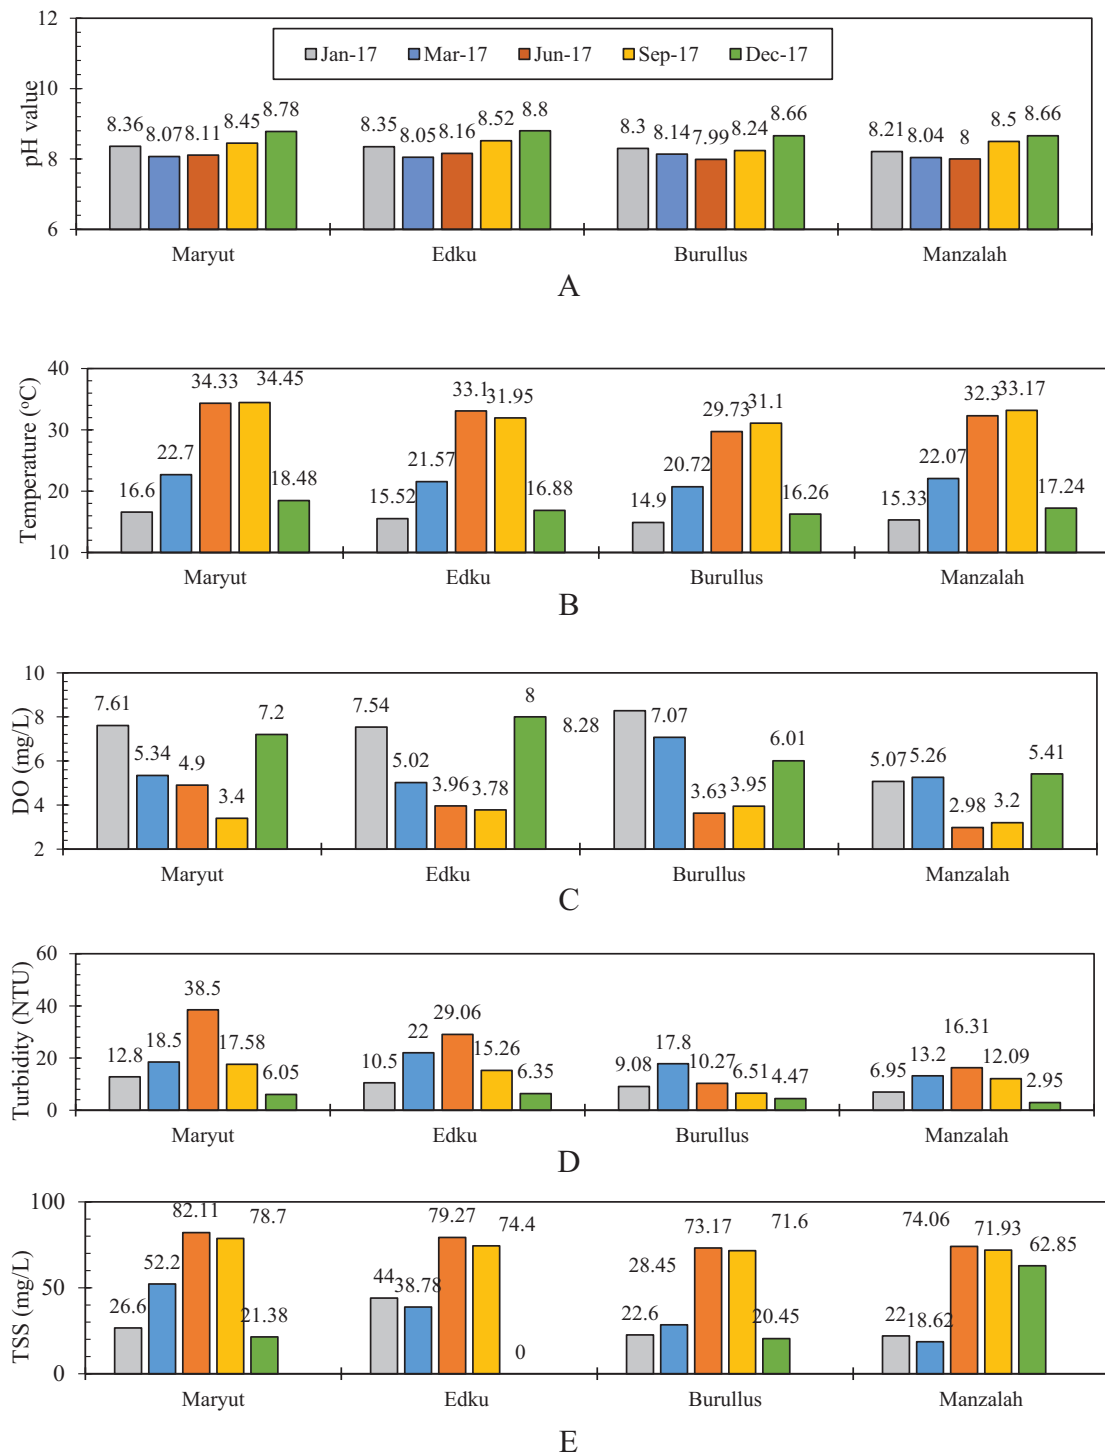 12
10
8
6
pH value
Jan-17 Mar-17 Jun-17 Sep-17 Dec-17
8.36 8.07 8.11 8.45 8.78 8.35 8.05 8.16 8.52 8.8 8.3 8.14 7.99 8.24 8.66 8.21 8.04 8 8.5 8.66
Maryut Edku Burullus Manzalah
A
40
30
20
10
Temperature (°C)
16.6 22.7 34.33 34.45 18.48 15.52 21.57 33.1 31.95 16.88 14.9 20.72 29.73 31.1 16.26 15.33 22.07 32.3 33.17 17.24
Maryut Edku Burullus Manzalah
B
10
8
6
4
2
DO (mg/L)
7.61 5.34 4.9 3.4 7.2 7.54 5.02 3.96 3.78 8 8.28 7.07 3.63 3.95 6.01 5.07 5.26 2.98 3.2 5.41
Maryut Edku Burullus Manzalah
C
60
40
20
0
Turbidity (NTU)
12.8 18.5 38.5 17.58 6.05 10.5 22 29.06 15.26 6.35 9.08 17.8 10.27 6.51 4.47 6.95 13.2 16.31 12.09 2.95
Maryut Edku Burullus Manzalah
D
100
50
0
TSS (mg/L)
26.6 52.2 82.11 78.7 21.38 44 38.78 79.27 74.4 0 22.6 28.45 73.17 71.6 20.45 22 18.62 74.06 71.93 62.85
Maryut Edku Burullus Manzalah
E